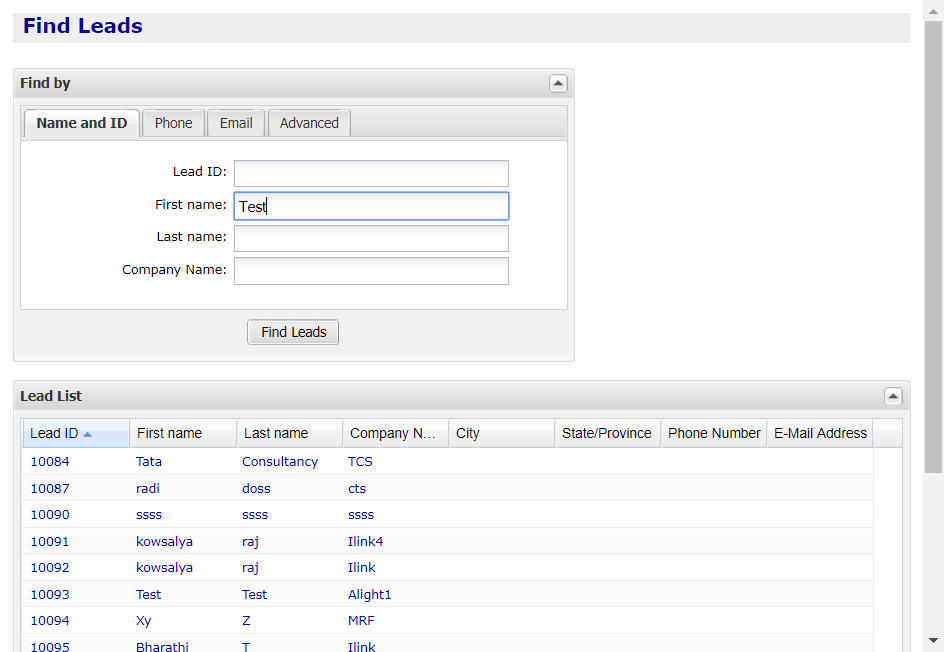 Find Leads
Find by
Name and ID Phone Email Advanced
Lead ID:
First name: Test
Last name:
Company Name:
Find Leads
Lead List
Lead ID First name Last name Company N... City State/Province Phone Number E-Mail Address
10084 Tata Consultancy TCS
10087 radi doss cts
10090 ssss ssss ssss
10091 kowsalya raj Ilink4
10092 kowsalya raj Ilink
10093 Test Test Alight1
10094 Xy Z MRF
10095 Bharathi T Ilink